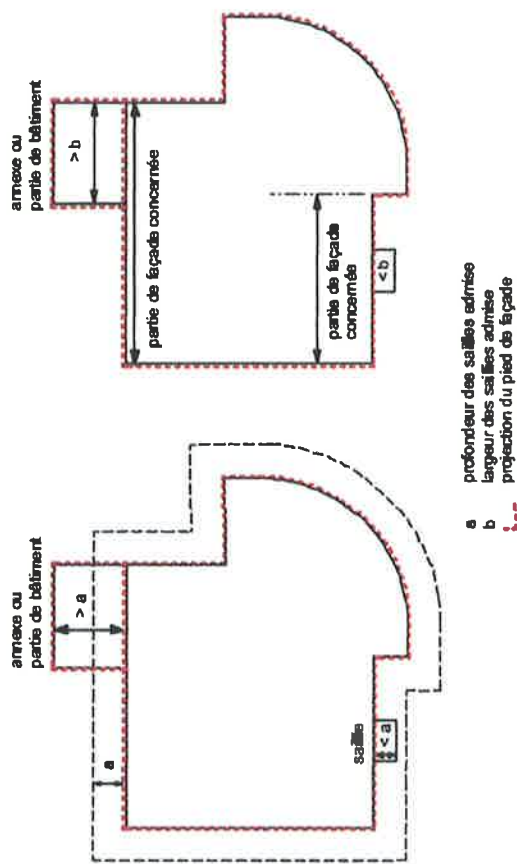 annexe ou
partie de bâtiment
> a
a
saillie
< a
annexe ou
partie de bâtiment
> b
partie de façade concernée
partie de façade
concernée
< b
a profondeur des saillies admise
b largeur des saillies admise
projection du pied de façade